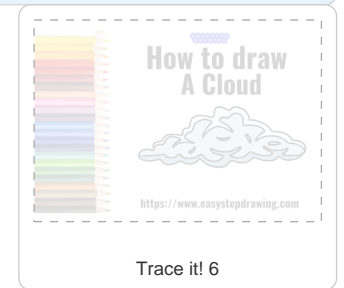 How to draw
A Cloud
https://www.easystepdrawing.com
Trace it! 6